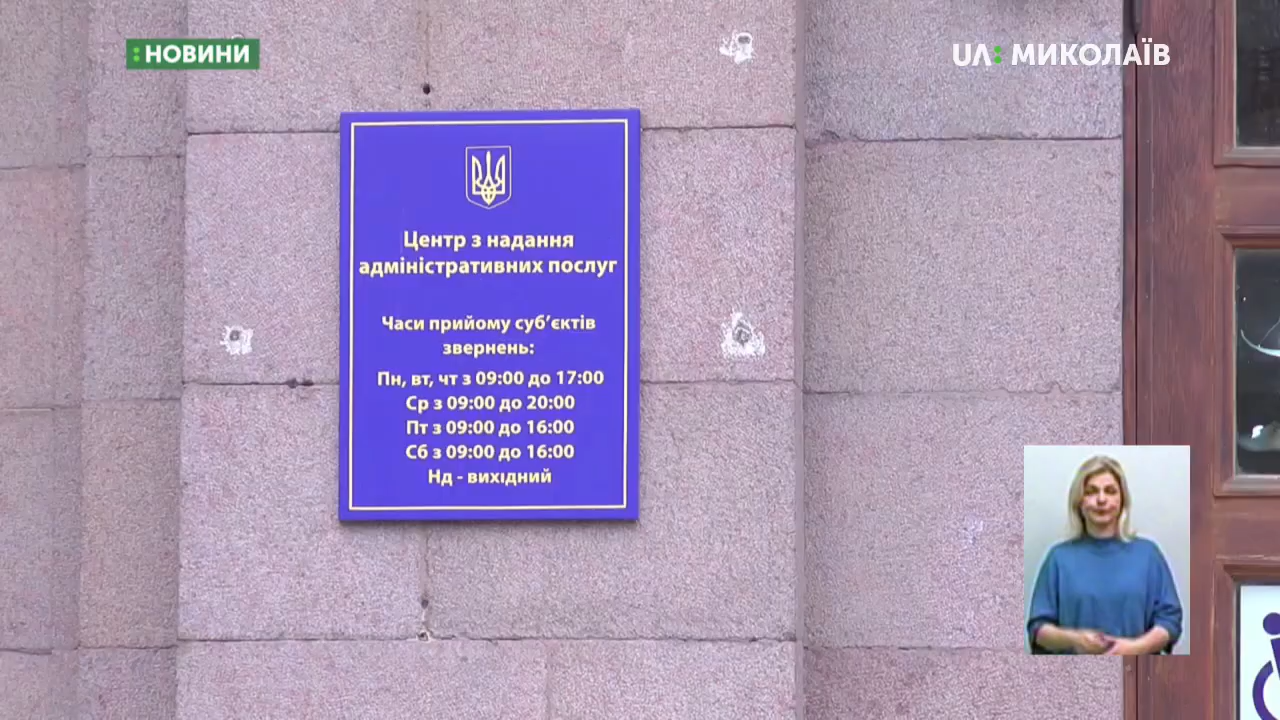 :НОВИНИ
UA: МИКОЛАЇВ
Центр з надання
адміністративних послуг
Часи прийому суб’єктів
звернень:
Пн, вт, чт з 09:00 до 17:00
Ср з 09:00 до 20:00
Пт з 09:00 до 16:00
Сб з 09:00 до 16:00
Нд - вихідний